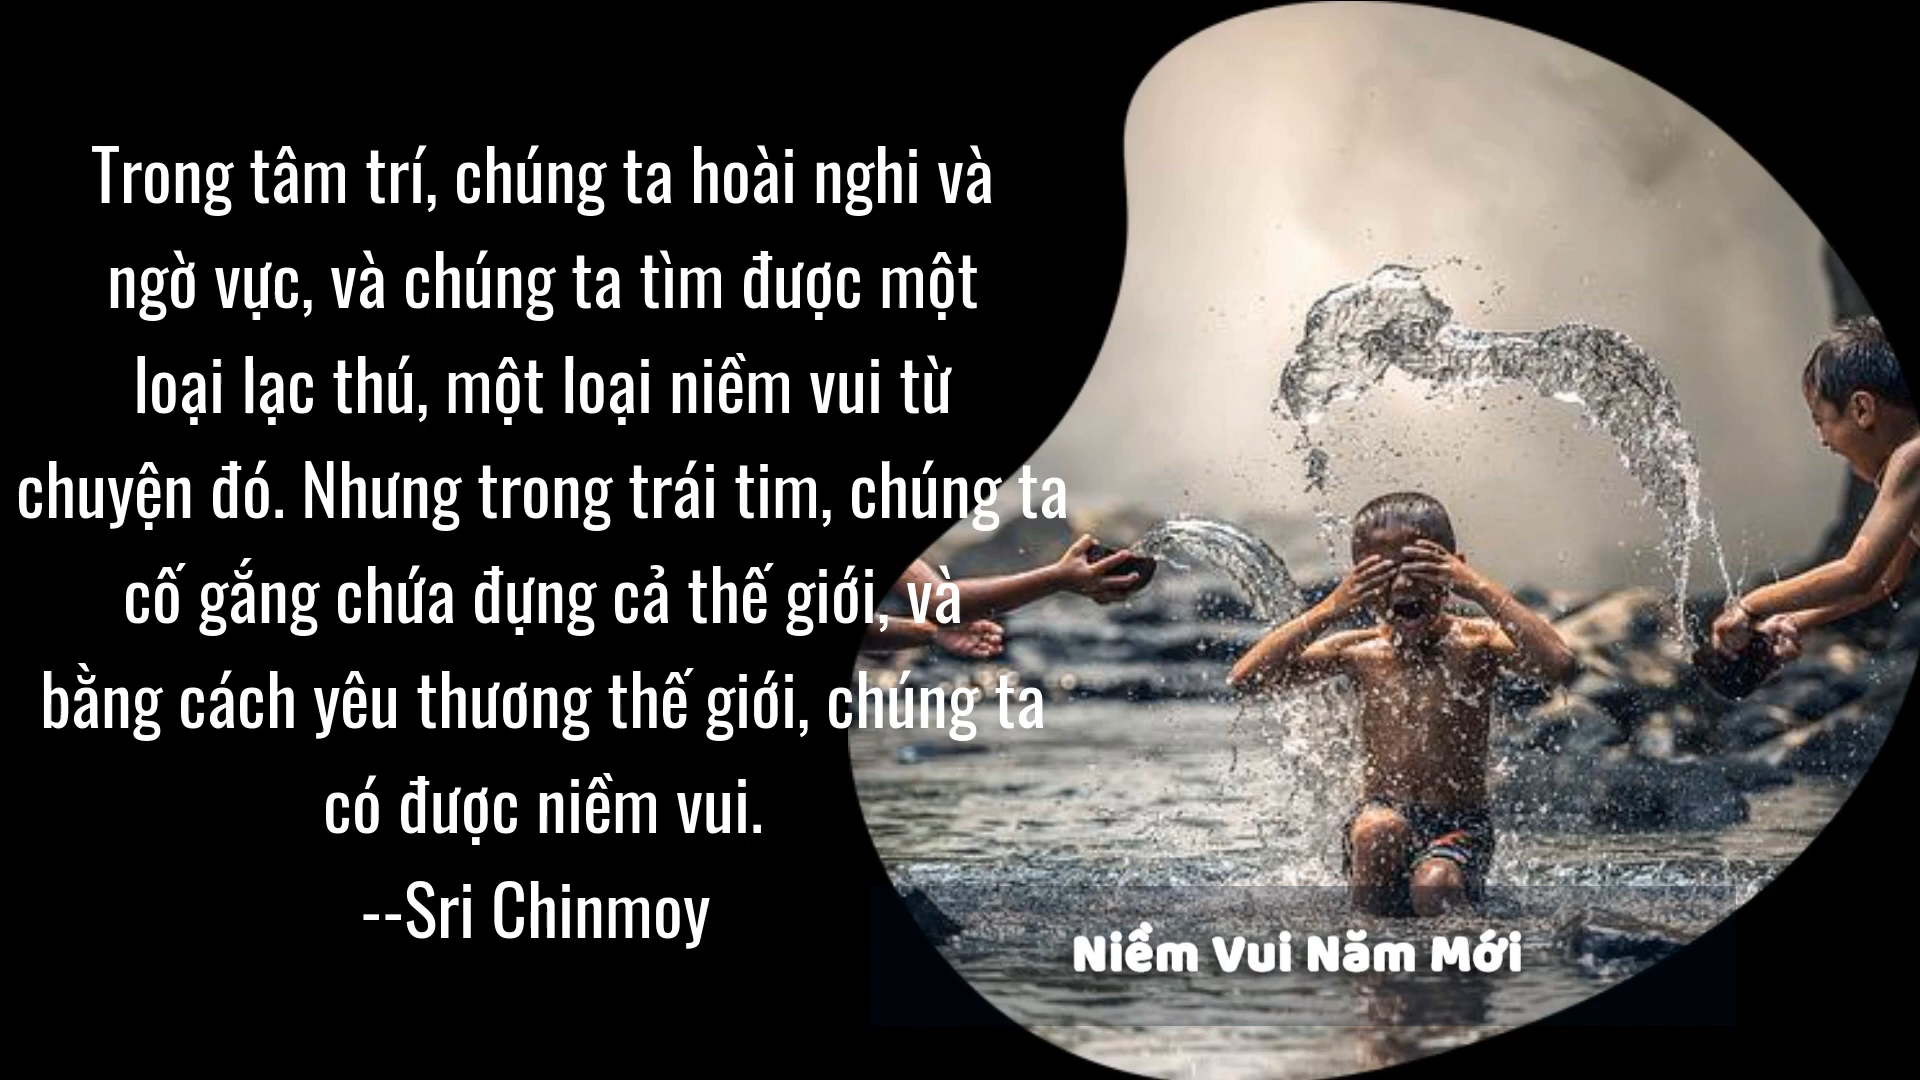 Trong tâm trí, chúng ta hoài nghi và
ngờ vực, và chúng ta tìm được một
loại lạc thú, một loại niềm vui từ
chuyện đó. Nhưng trong trái tim, chúng ta
cố gắng chứa đựng cả thế giới, và
bằng cách yêu thương thế giới, chúng ta
có được niềm vui.
--Sri Chinmoy
Niềm Vui Năm Mới